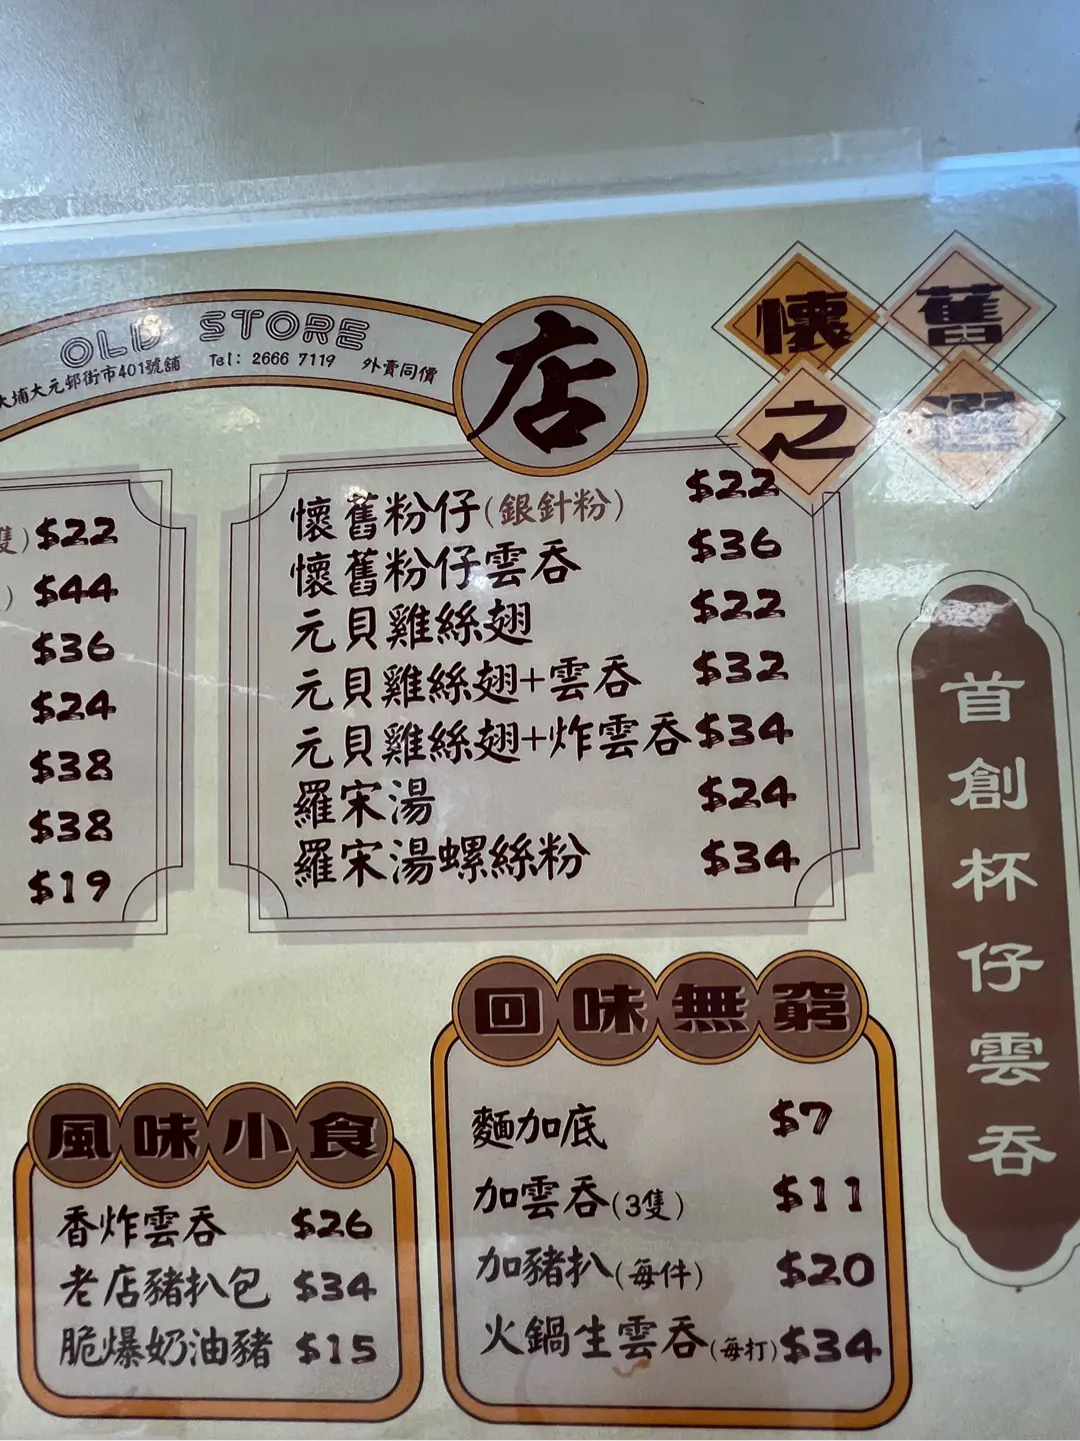 OLD STORE
大埔大元邨街市401號舖 Tel: 2666 7119 外賣同價
店
懷舊
之
隻) $22
) $44
$36
$24
$38
$38
$19
懷舊粉仔(銀針粉) $22
懷舊粉仔雲吞 $36
元貝雞絲翅 $22
元貝雞絲翅+雲吞 $32
元貝雞絲翅+炸雲吞 $34
羅宋湯 $24
羅宋湯螺絲粉 $34
首創杯仔雲吞
風味小食
香炸雲吞 $26
老店豬扒包 $34
脆爆奶油豬 $15
回味無窮
麵加底 $7
加雲吞(3隻) $11
加豬扒(每件) $20
火鍋生雲吞(每打) $34